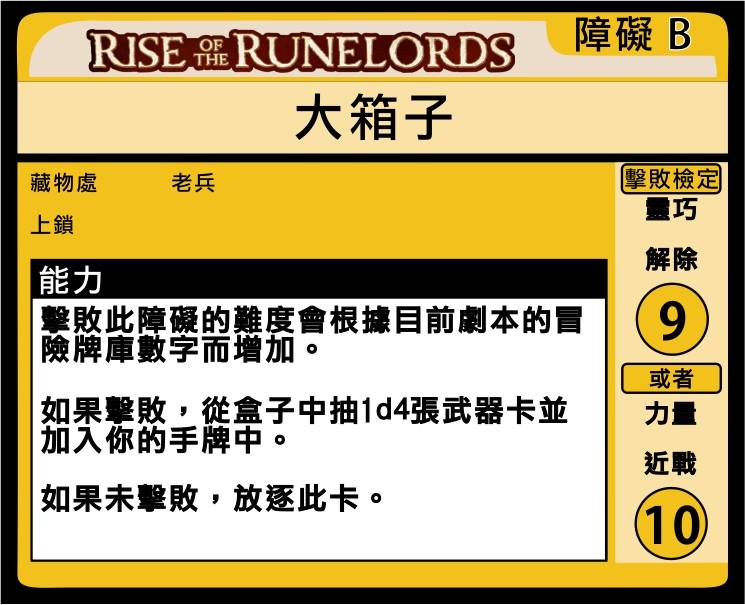 RISE OF THE RUNELORDS
障礙 B
大箱子
藏物處 老兵
上鎖
擊敗檢定
靈巧
解除
9
或者
力量
近戰
10
能力
擊敗此障礙的難度會根據目前劇本的冒
險牌庫數字而增加。
如果擊敗，從盒子中抽1d4張武器卡並
加入你的手牌中。
如果未擊敗，放逐此卡。